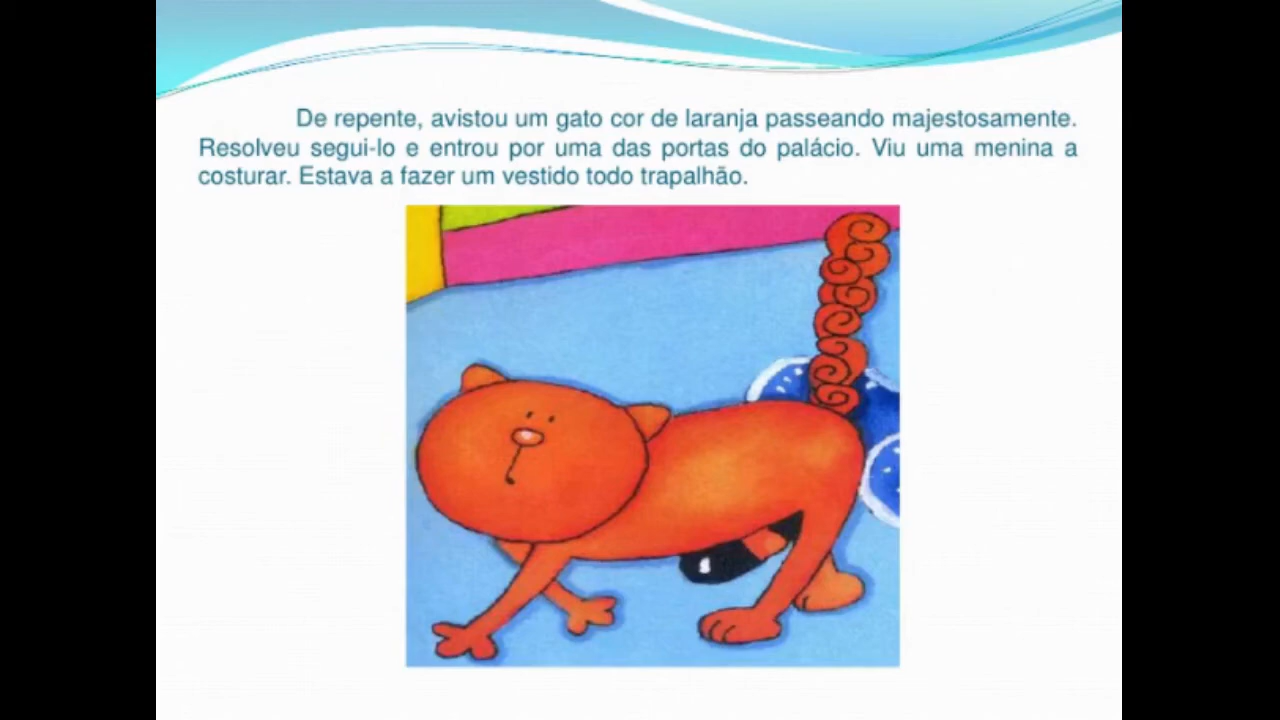 De repente, avistou um gato cor de laranja passeando majestosamente.
Resolveu segui-lo e entrou por uma das portas do palácio. Viu uma menina a
costurar. Estava a fazer um vestido todo trapalhão.